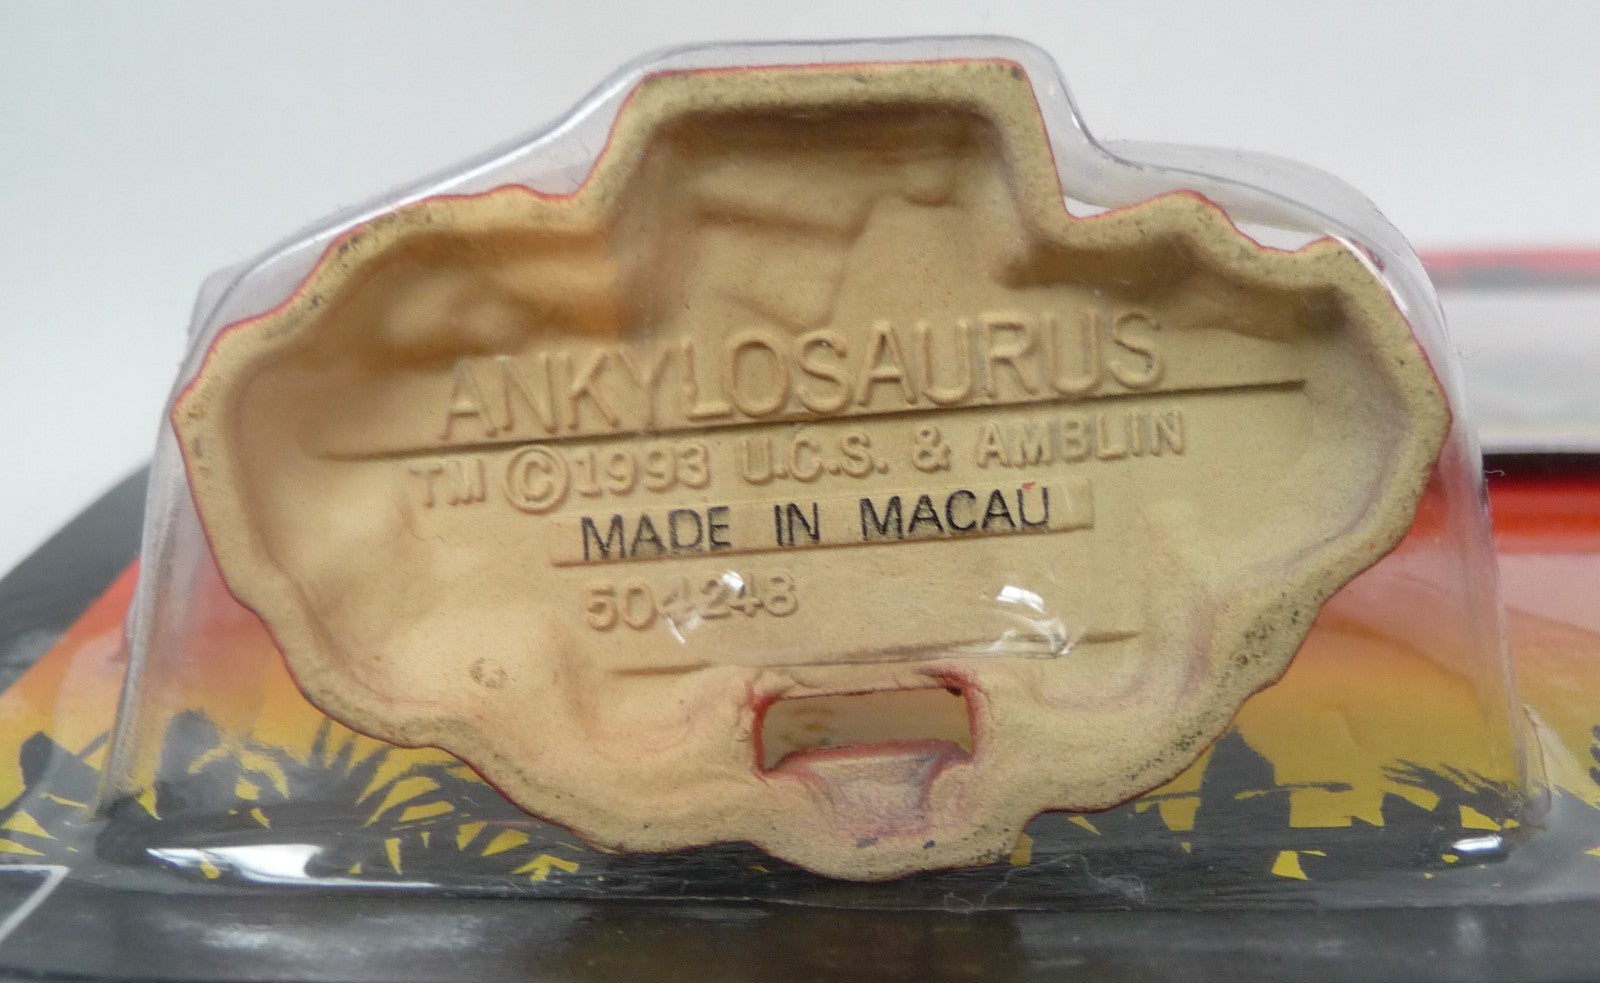 ANKYLOSAURUS
TM ©1993 U.C.S. & AMBLIN
MADE IN MACAU
504248